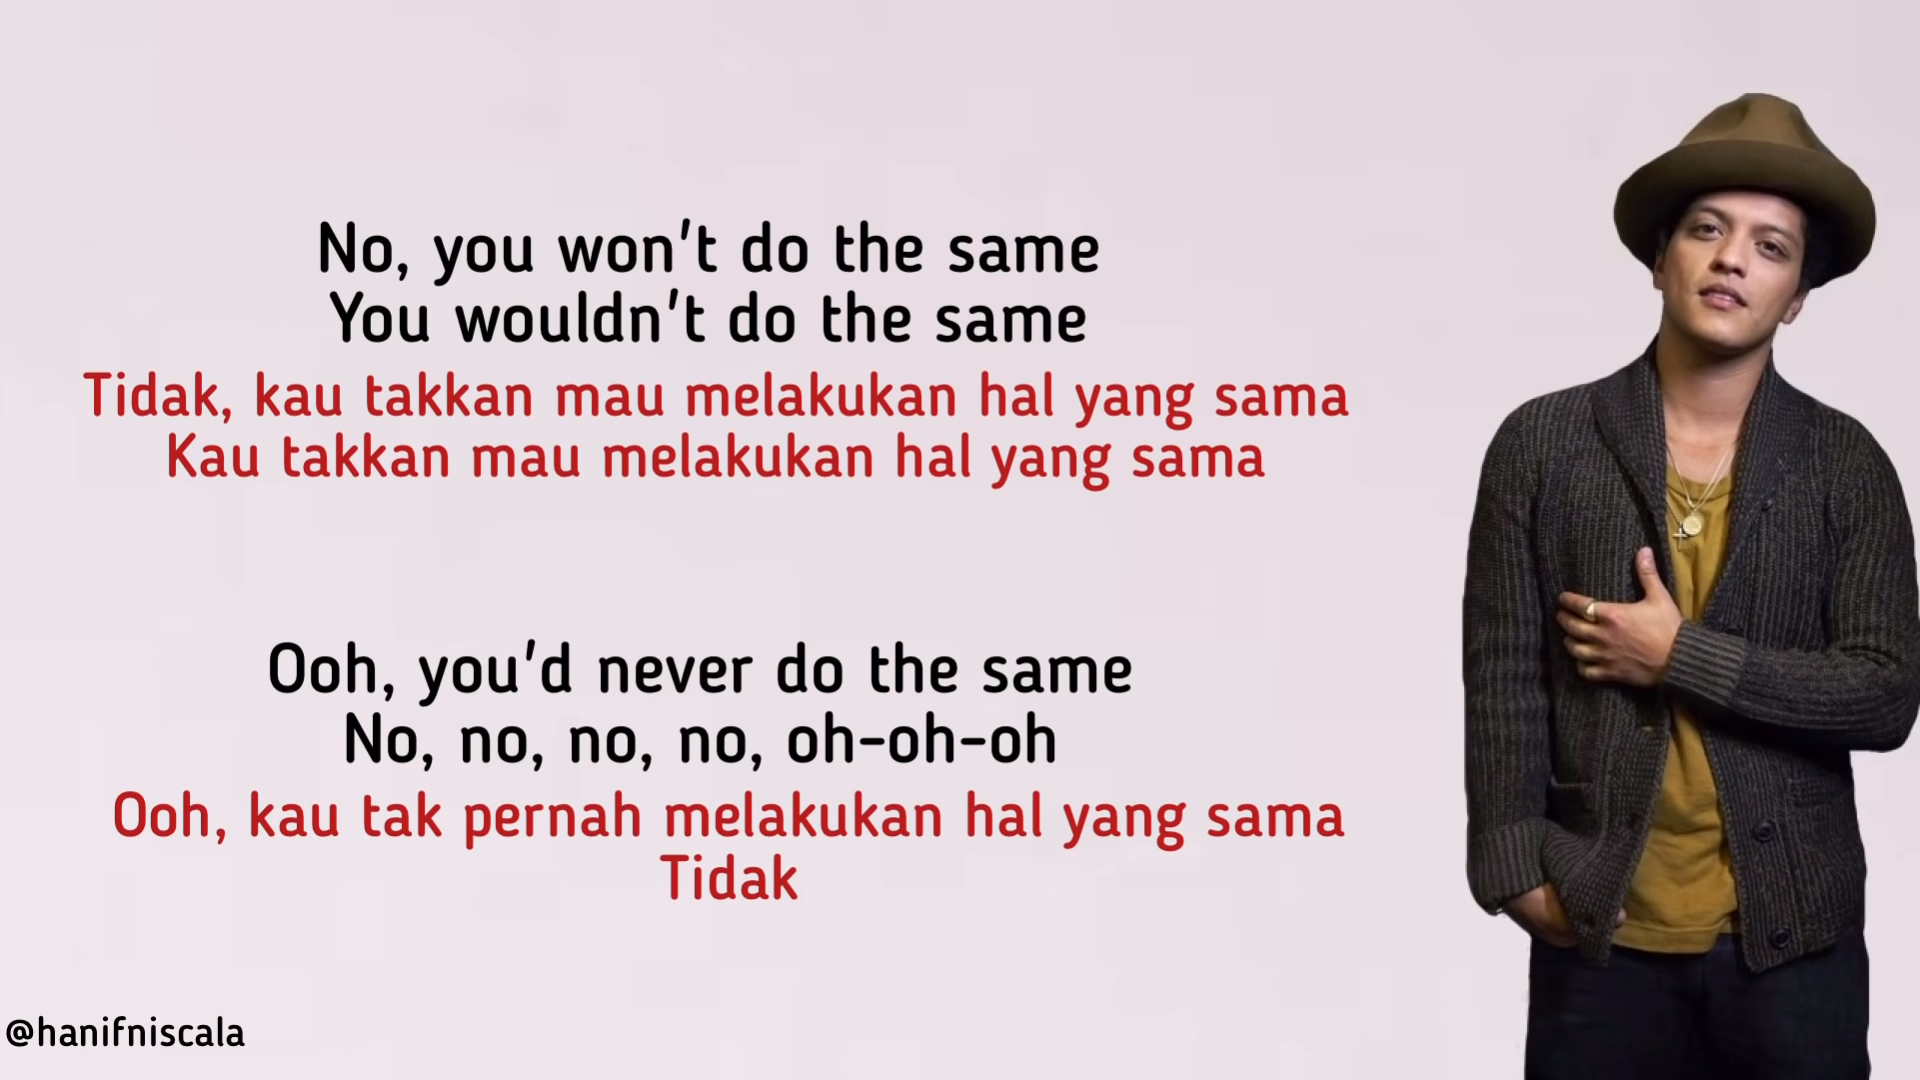 No, you won't do the same
You wouldn't do the same
Tidak, kau takkan mau melakukan hal yang sama
Kau takkan mau melakukan hal yang sama
Ooh, you'd never do the same
No, no, no, no, oh-oh-oh
Ooh, kau tak pernah melakukan hal yang sama
Tidak
@hanifniscala